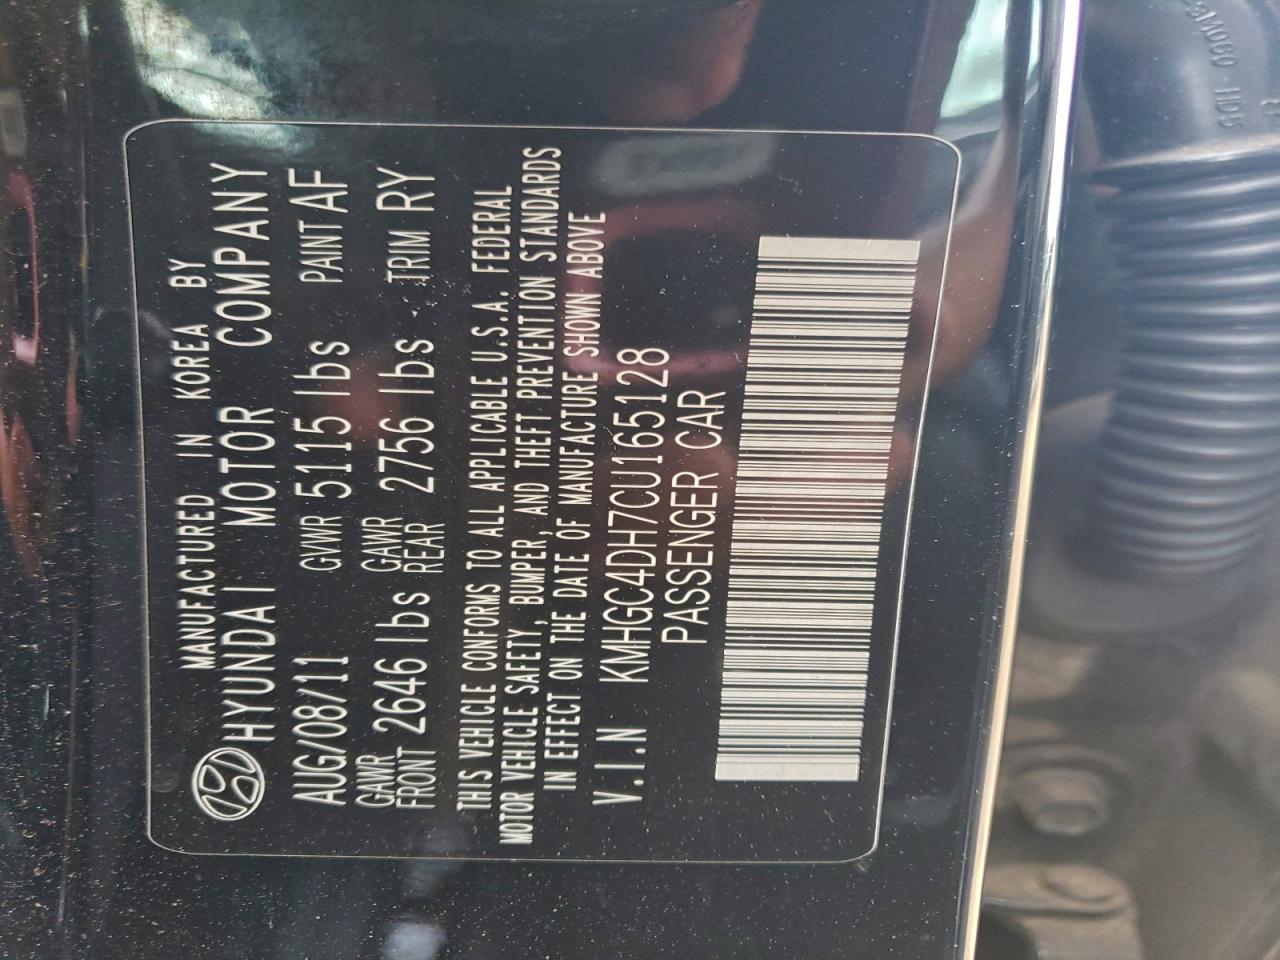 MANUFACTURED IN KOREA BY
HYUNDAI MOTOR COMPANY
AUG/08/11 GVWR 5115 lbs PAINT AF
GAWR FRONT 2646 lbs GAWR REAR 2756 lbs TRIM RY
THIS VEHICLE CONFORMS TO ALL APPLICABLE U.S.A. FEDERAL
MOTOR VEHICLE SAFETY, BUMPER, AND THEFT PREVENTION STANDARDS
IN EFFECT ON THE DATE OF MANUFACTURE SHOWN ABOVE
V.I.N KMHGC4DH7CU165128
PASSENGER CAR